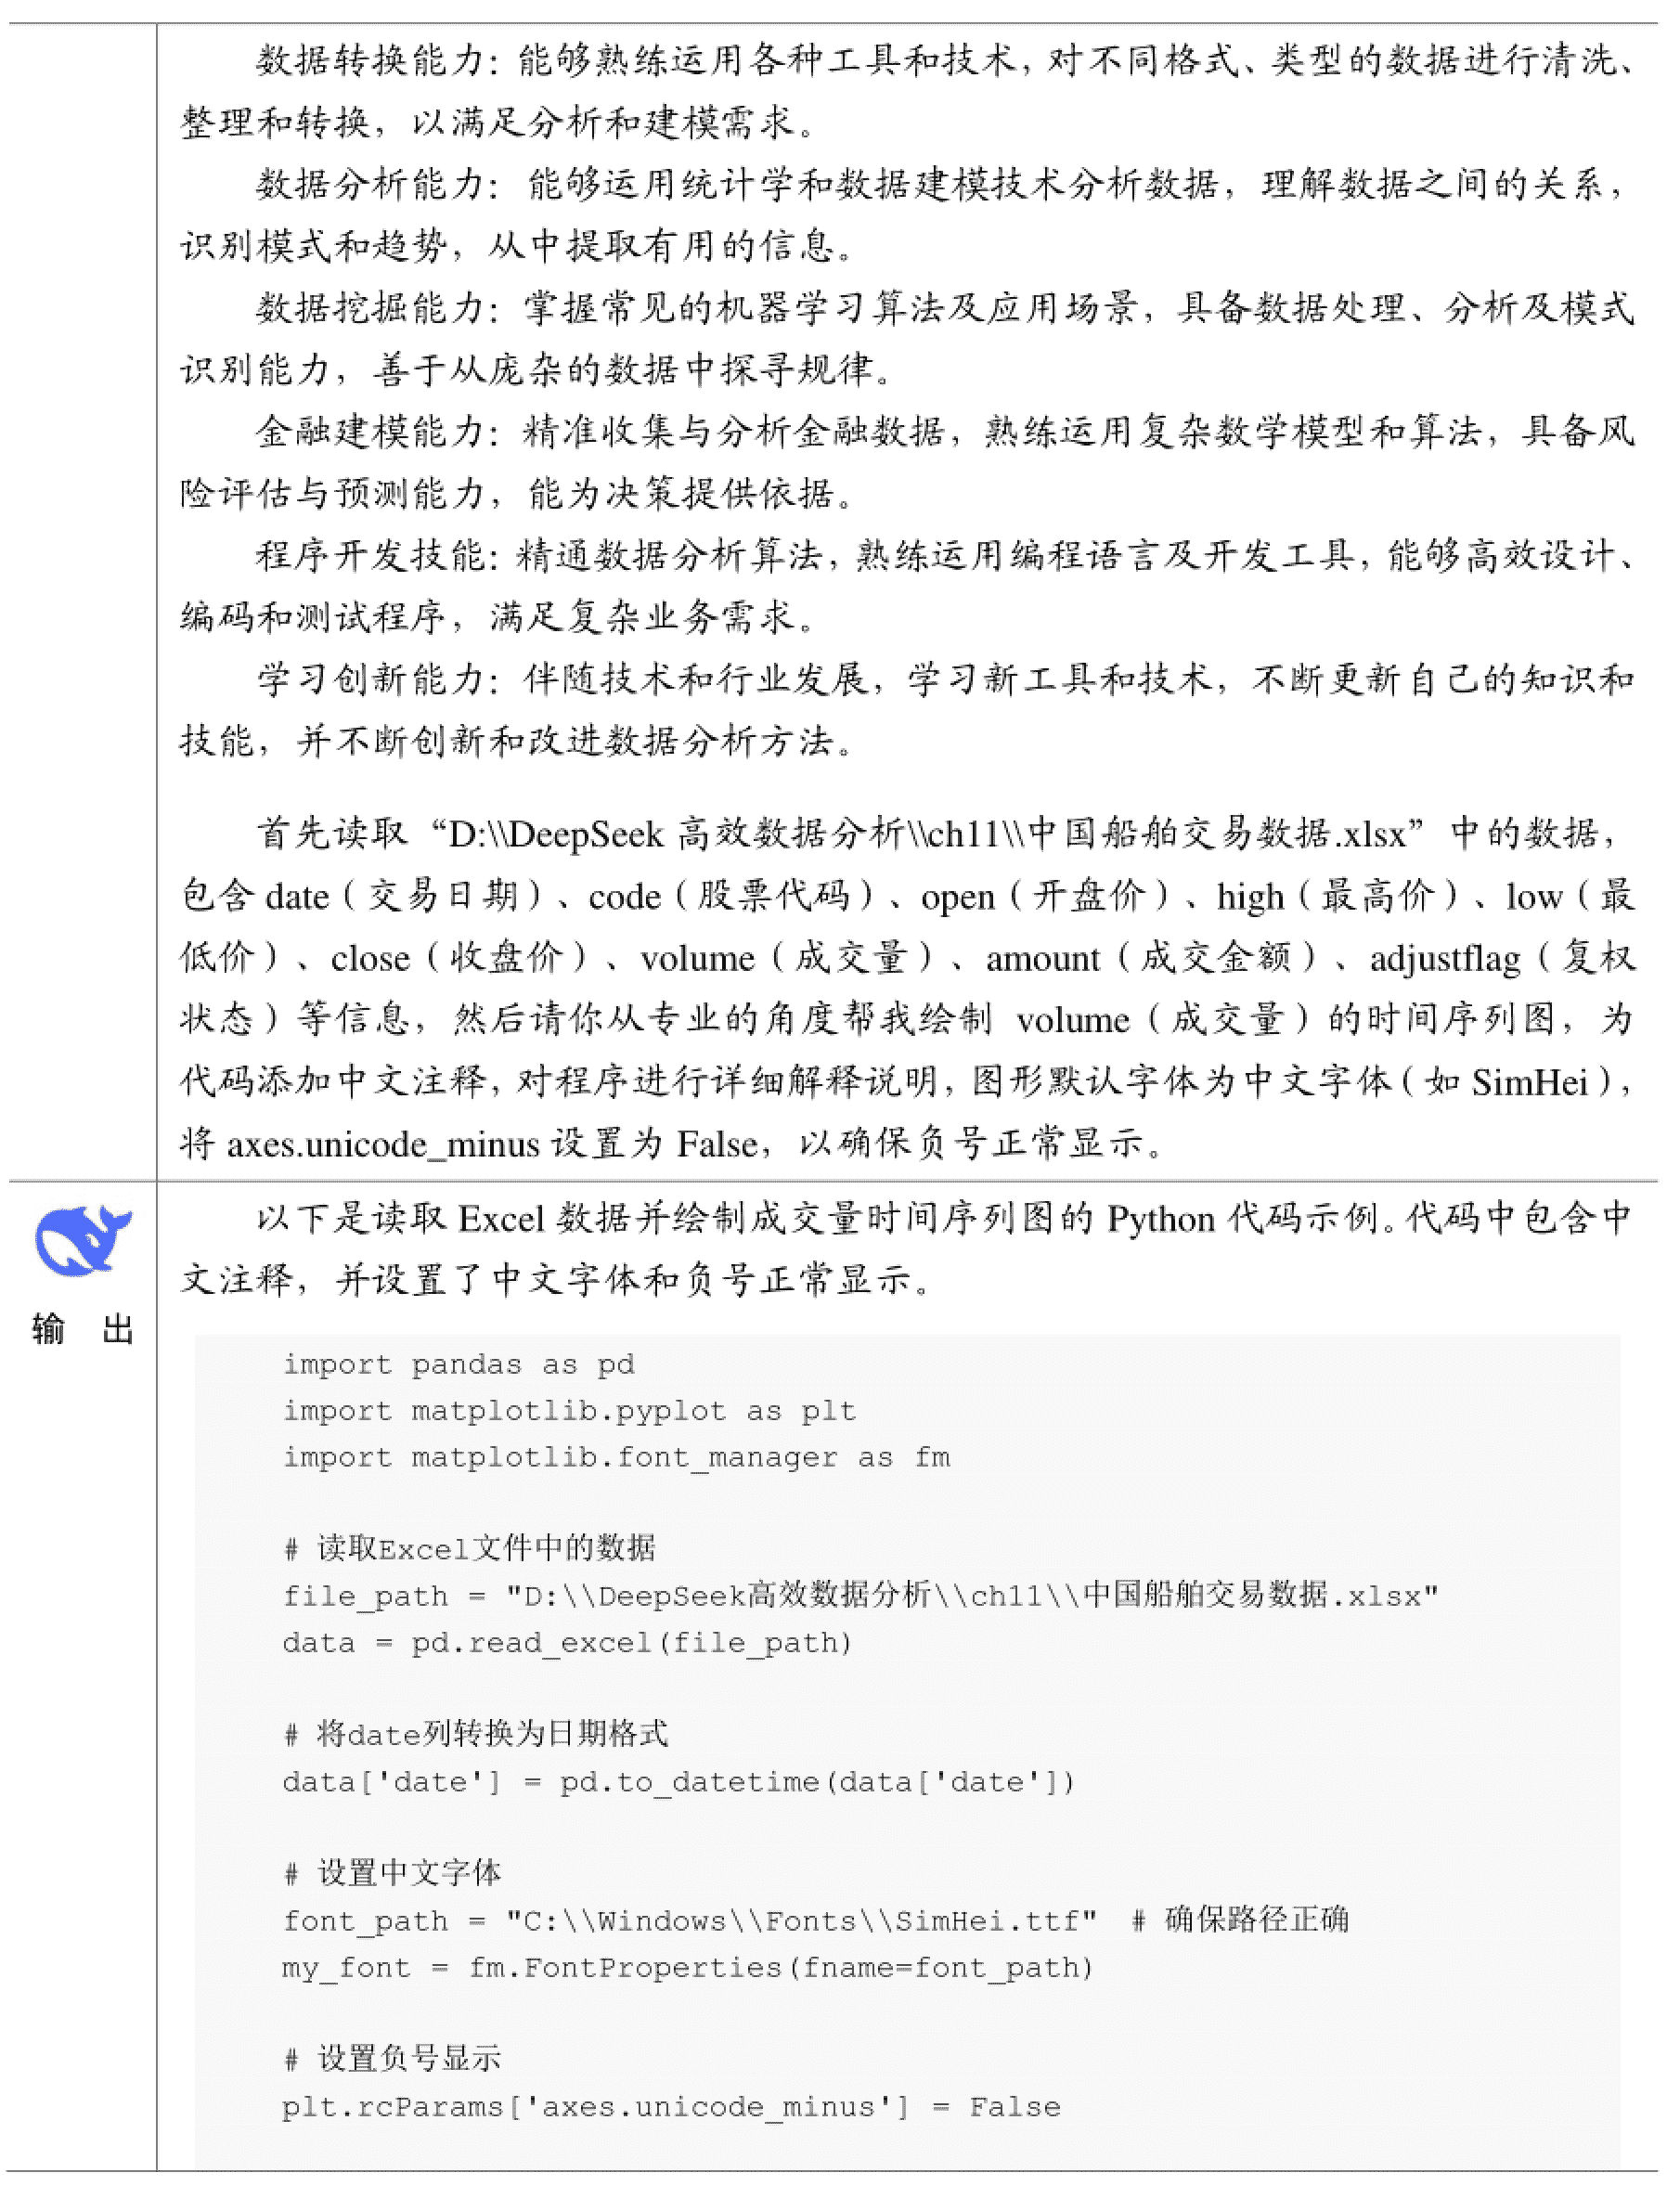 数据转换能力：能够熟练运用各种工具和技术，对不同格式、类型的数据进行清洗、
整理和转换，以满足分析和建模需求。
数据分析能力：能够运用统计学和数据建模技术分析数据，理解数据之间的关系，
识别模式和趋势，从中提取有用的信息。
数据挖掘能力：掌握常见的机器学习算法及应用场景，具备数据处理、分析及模式
识别能力，善于从庞杂的数据中探寻规律。
金融建模能力：精准收集与分析金融数据，熟练运用复杂数学模型和算法，具备风
险评估与预测能力，能为决策提供依据。
程序开发技能：精通数据分析算法，熟练运用编程语言及开发工具，能够高效设计、
编码和测试程序，满足复杂业务需求。
学习创新能力：伴随技术和行业发展，学习新工具和技术，不断更新自己的知识和
技能，并不断创新和改进数据分析方法。
首先读取“D:\\DeepSeek 高效数据分析\\ch11\\中国船舶交易数据.xlsx”中的数据，
包含 date（交易日期）、code（股票代码）、open（开盘价）、high（最高价）、low（最
低价）、close（收盘价）、volume（成交量）、amount（成交金额）、adjustflag（复权
状态）等信息，然后请你从专业的角度帮我绘制 volume（成交量）的时间序列图，为
代码添加中文注释，对程序进行详细解释说明，图形默认字体为中文字体（如 SimHei），
将 axes.unicode_minus 设置为 False，以确保负号正常显示。
输 出
以下是读取 Excel 数据并绘制成交量时间序列图的 Python 代码示例。代码中包含中
文注释，并设置了中文字体和负号正常显示。
import pandas as pd
import matplotlib.pyplot as plt
import matplotlib.font_manager as fm
# 读取Excel文件中的数据
file_path = "D:\\DeepSeek高效数据分析\\ch11\\中国船舶交易数据.xlsx"
data = pd.read_excel(file_path)
# 将date列转换为日期格式
data['date'] = pd.to_datetime(data['date'])
# 设置中文字体
font_path = "C:\\Windows\\Fonts\\SimHei.ttf" # 确保路径正确
my_font = fm.FontProperties(fname=font_path)
# 设置负号显示
plt.rcParams['axes.unicode_minus'] = False